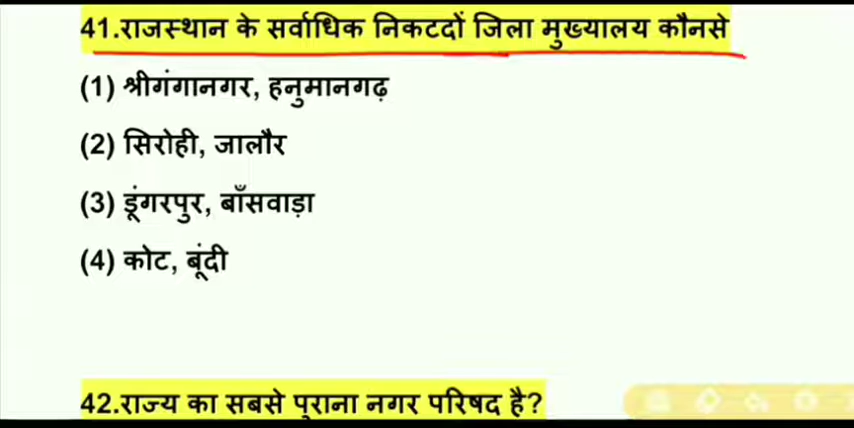 41.राजस्थान के सर्वाधिक निकटदों जिला मुख्यालय कौनसे
(1) श्रीगंगानगर, हनुमानगढ़
(2) सिरोही, जालौर
(3) डूंगरपुर, बाँसवाड़ा
(4) कोट, बूंदी
42.राज्य का सबसे पुराना नगर परिषद है?